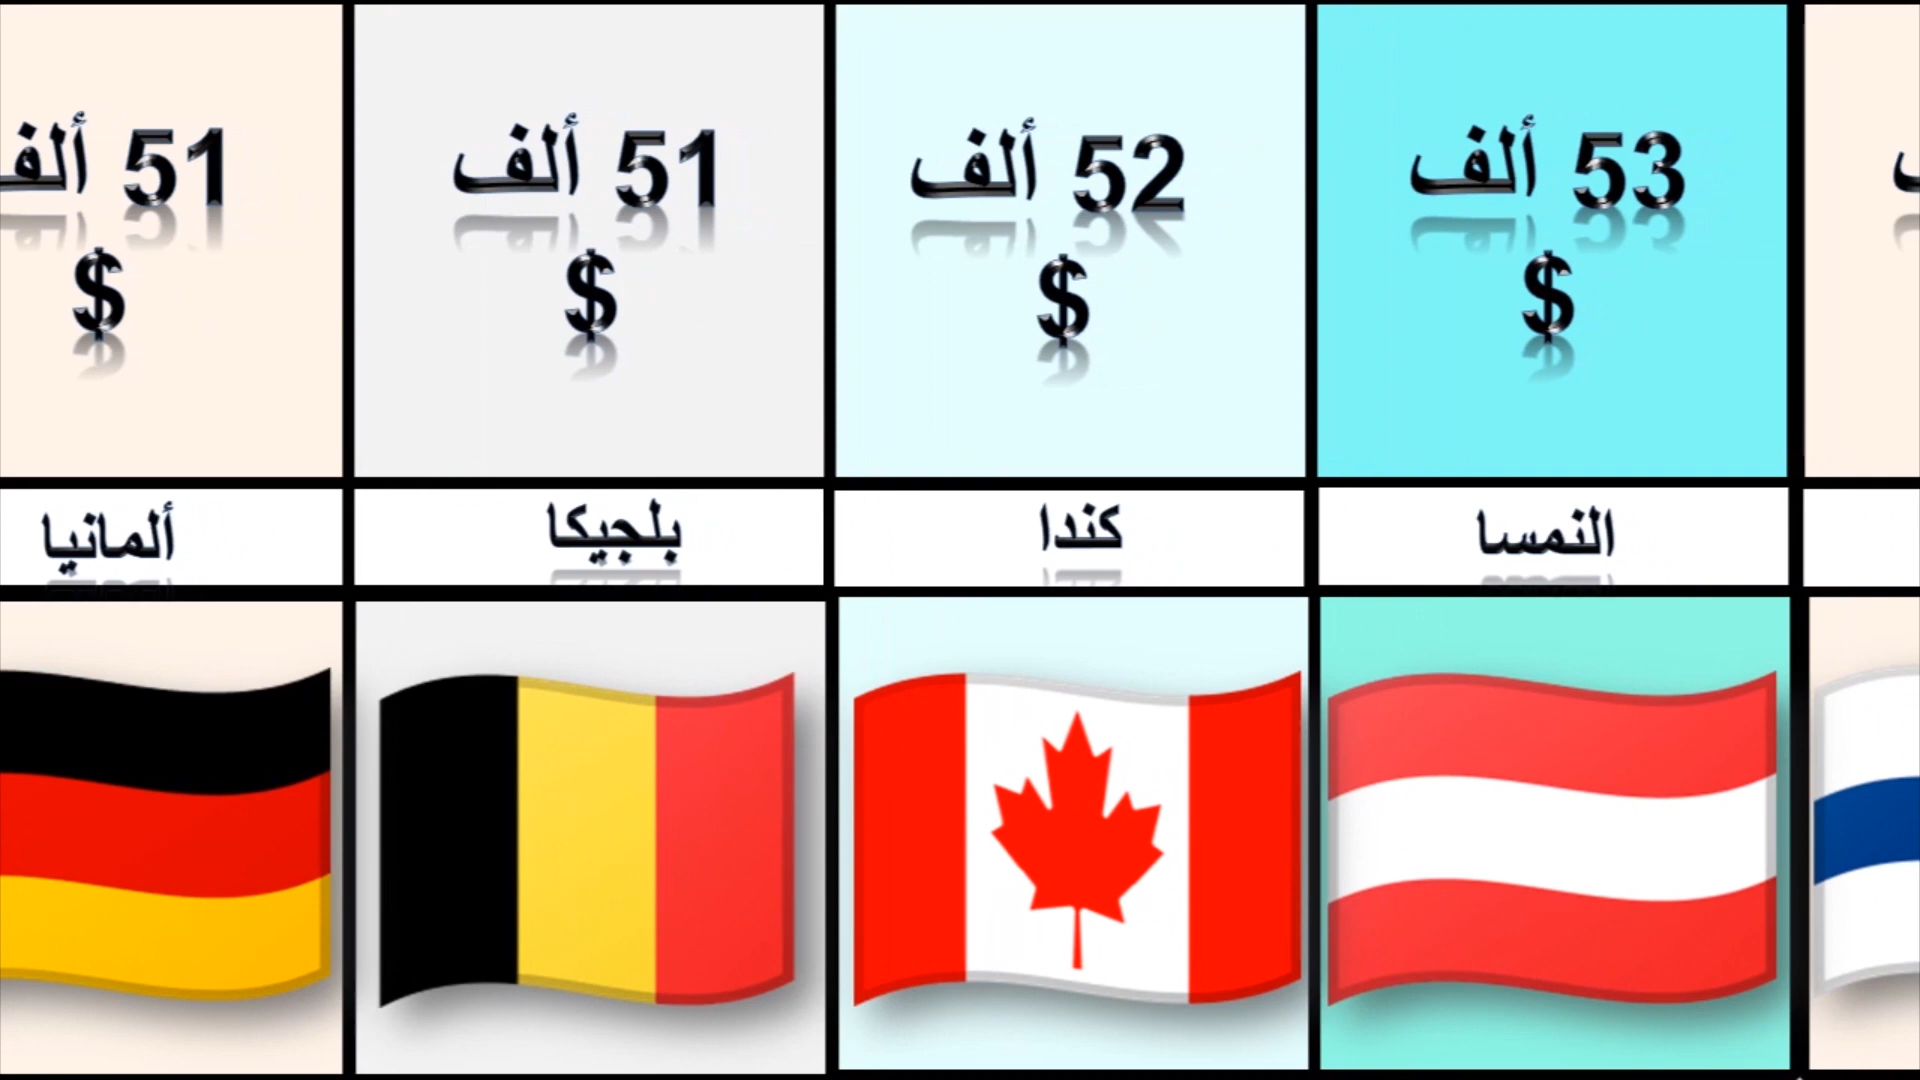 51 ألف
$
51 ألف
$
52 ألف
$
53 ألف
$
ألمانيا
بلجيكا
كندا
النمسا